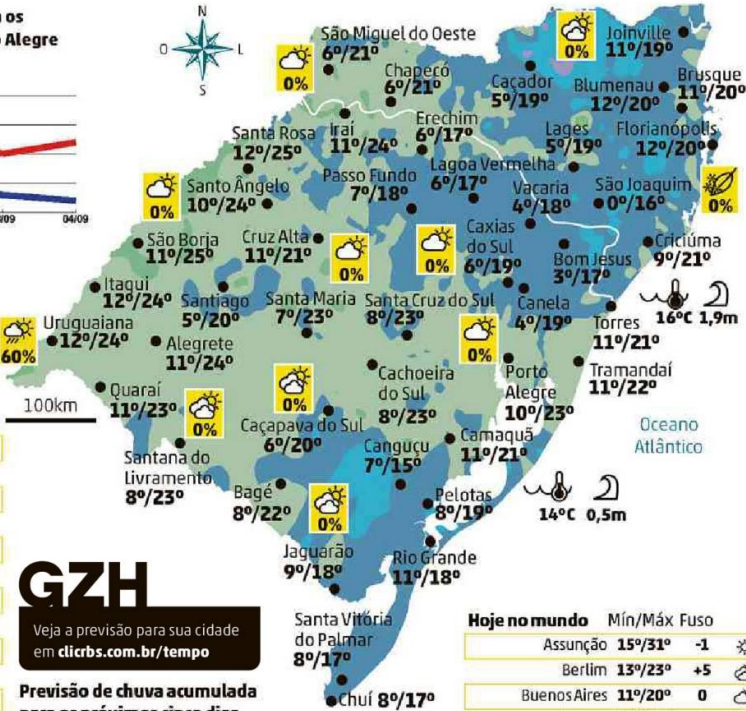 os
Alegre
04/09
N
O
L
S
São Miguel do Oeste
6º/21º
0%
Chapecó
6º/21º
0%
Caçador
5º/19º
Joinville
11º/19º
Brusque
11º/20º
Blumenau
12º/20º
Erechim
6º/17º
Iraí
11º/24º
Santa Rosa
12º/25º
Lages
5º/19º
Florianópolis
12º/20º
Lagoa Vermelha
6º/17º
Passo Fundo
7º/18º
0%
Santo Ângelo
10º/24º
Vacaria
4º/18º
São Joaquim
0º/16º
0%
São Borja
11º/25º
Cruz Alta
11º/21º
0%
0%
Caxias
do Sul
6º/19º
Bom Jesus
3º/17º
Criciúma
9º/21º
Itaqui
12º/24º
Santiago
5º/20º
Santa Maria
7º/23º
Santa Cruz do Sul
8º/23º
Canela
4º/19º
16ºC 1,9m
Torres
11º/21º
60%
Uruguaiana
12º/24º
Alegrete
11º/24º
0%
Porto
Alegre
10º/23º
Tramandaí
11º/22º
Quaraí
11º/23º
100km
0%
0%
Cachoeira
do Sul
8º/23º
Caçapava do Sul
6º/20º
Camaquã
11º/21º
Oceano
Atlântico
Santana do
Livramento
8º/23º
Canguçu
7º/15º
Bagé
8º/22º
0%
Pelotas
8º/19º
14ºC 0,5m
Jaguarão
9º/18º
Rio Grande
11º/18º
GZH
Veja a previsão para sua cidade
em clicrbs.com.br/tempo
Santa Vitória
do Palmar
8º/17º
Chuí 8º/17º
Previsão de chuva acumulada
Hoje no mundo Mín/Máx Fuso
Assunção 15º/31º -1
Berlim 13º/23º +5
Buenos Aires 11º/20º 0